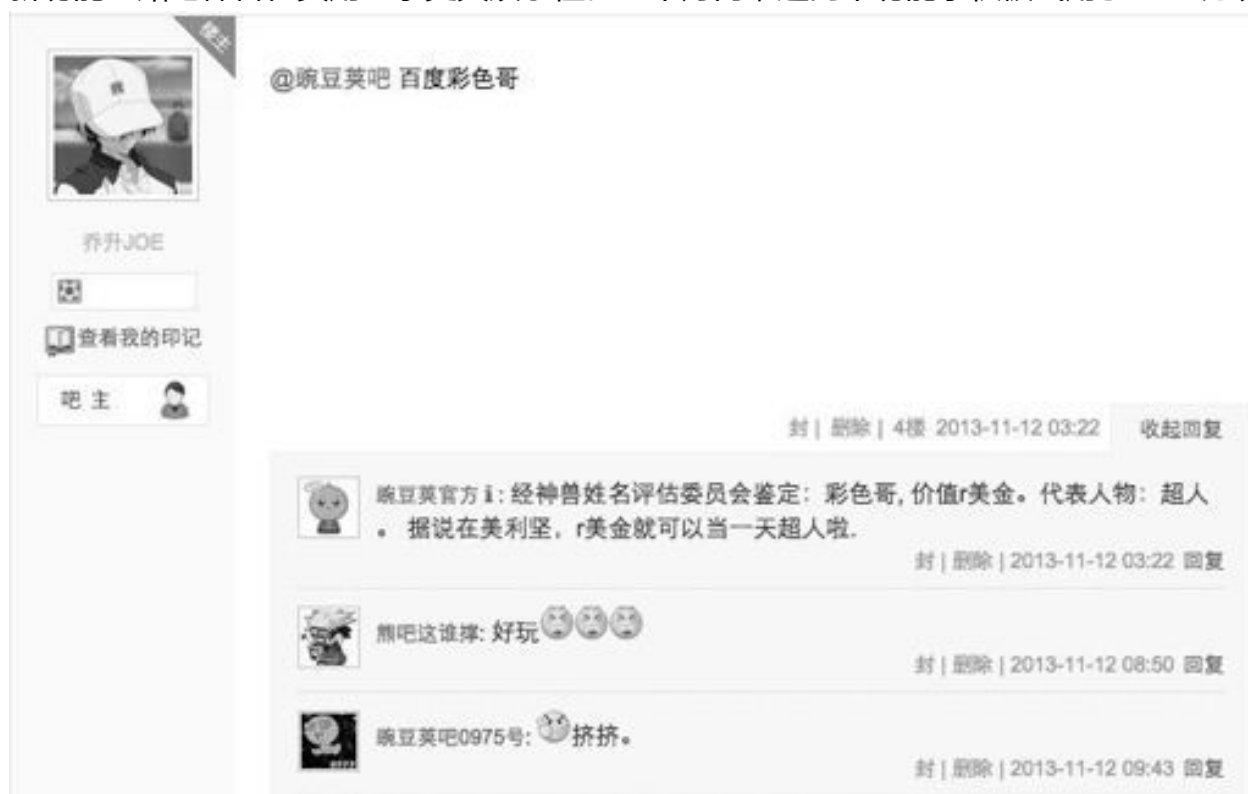 楼主
@豌豆荚吧 百度彩色哥
乔升JOE
查看我的印记
吧 主
封 | 删除 | 4楼 2013-11-12 03:22 收起回复
豌豆荚官方i: 经神兽姓名评估委员会鉴定: 彩色哥, 价值r美金。代表人物: 超人
。 据说在美利坚, r美金就可以当一天超人啦.
封 | 删除 | 2013-11-12 03:22 回复
熊吧这谁撑: 好玩
封 | 删除 | 2013-11-12 08:50 回复
豌豆荚吧0975号: 挤挤。
封 | 删除 | 2013-11-12 09:43 回复